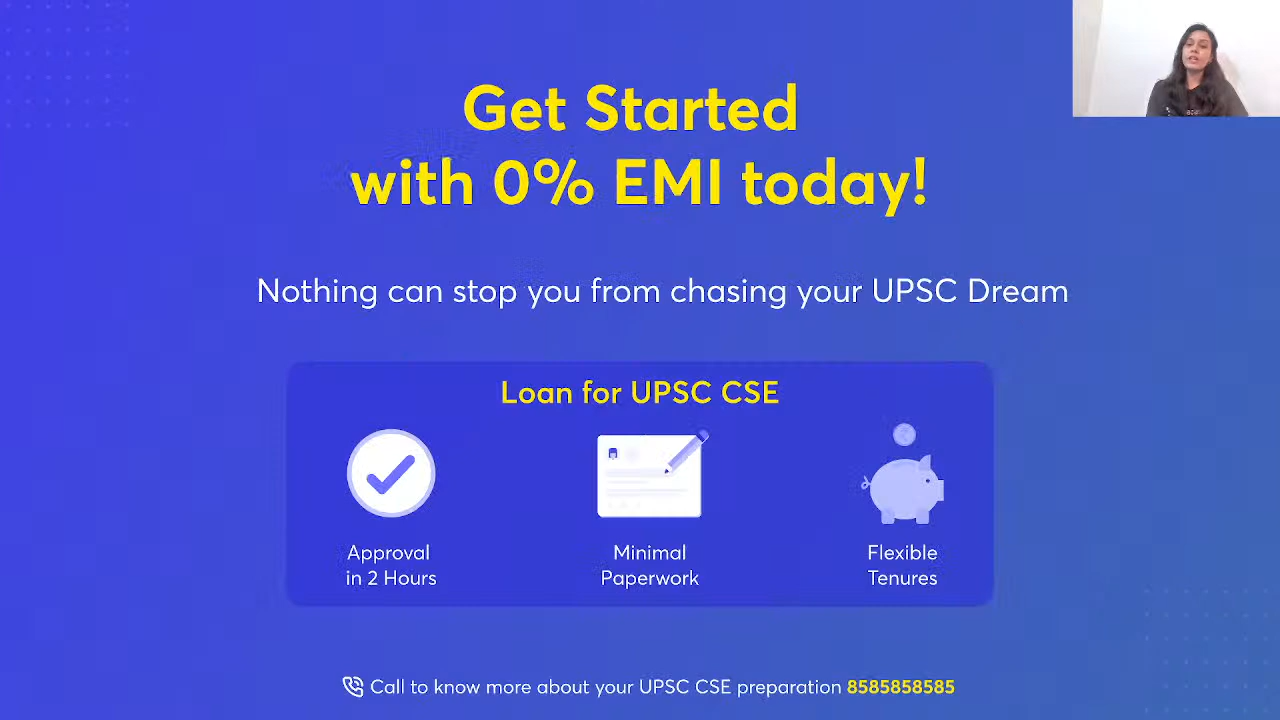 Get Started
with 0% EMI today!
Nothing can stop you from chasing your UPSC Dream
Loan for UPSC CSE
Approval
in 2 Hours
Minimal
Paperwork
Flexible
Tenures
Call to know more about your UPSC CSE preparation 8585858585